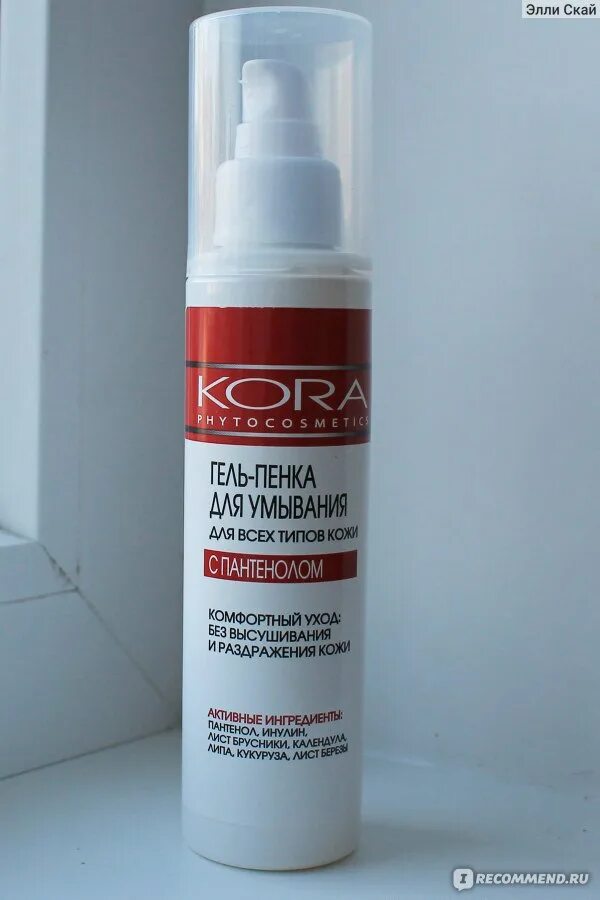 Элли Скай
KORA
PHYTOCOSMETICS
ГЕЛЬ-ПЕНКА
ДЛЯ УМЫВАНИЯ
ДЛЯ ВСЕХ ТИПОВ КОЖИ
С ПАНТЕНОЛОМ
КОМФОРТНЫЙ УХОД:
БЕЗ ВЫСУШИВАНИЯ
И РАЗДРАЖЕНИЯ КОЖИ
АКТИВНЫЕ ИНГРЕДИЕНТЫ:
ПАНТЕНОЛ, ИНУЛИН,
ЛИСТ БРУСНИКИ, КАЛЕНДУЛА,
ЛИПА, КУКУРУЗА, ЛИСТ БЕРЕЗЫ
IRECOMMEND.RU